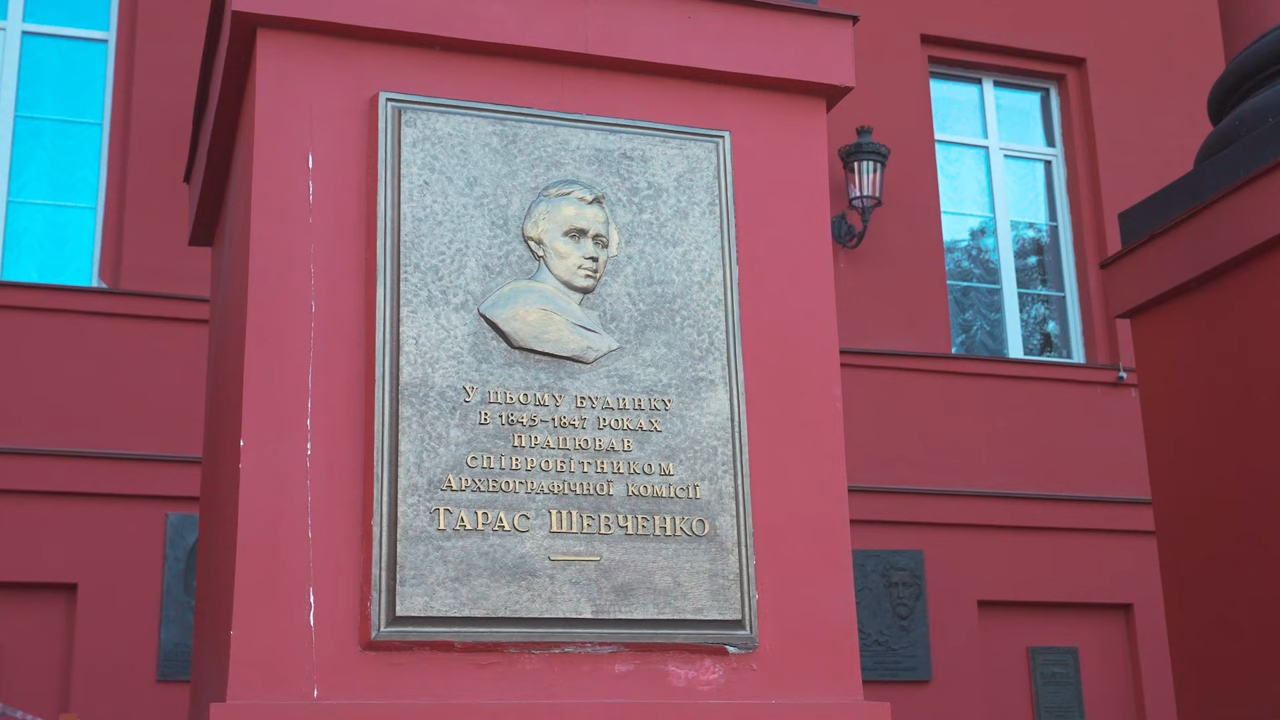 У ЦЬОМУ БУДИНКУ
В 1845-1847 РОКАХ
ПРАЦЮВАВ
СПІВРОБІТНИКОМ
АРХЕОГРАФІЧНОЇ КОМІСІЇ
ТАРАС ШЕВЧЕНКО